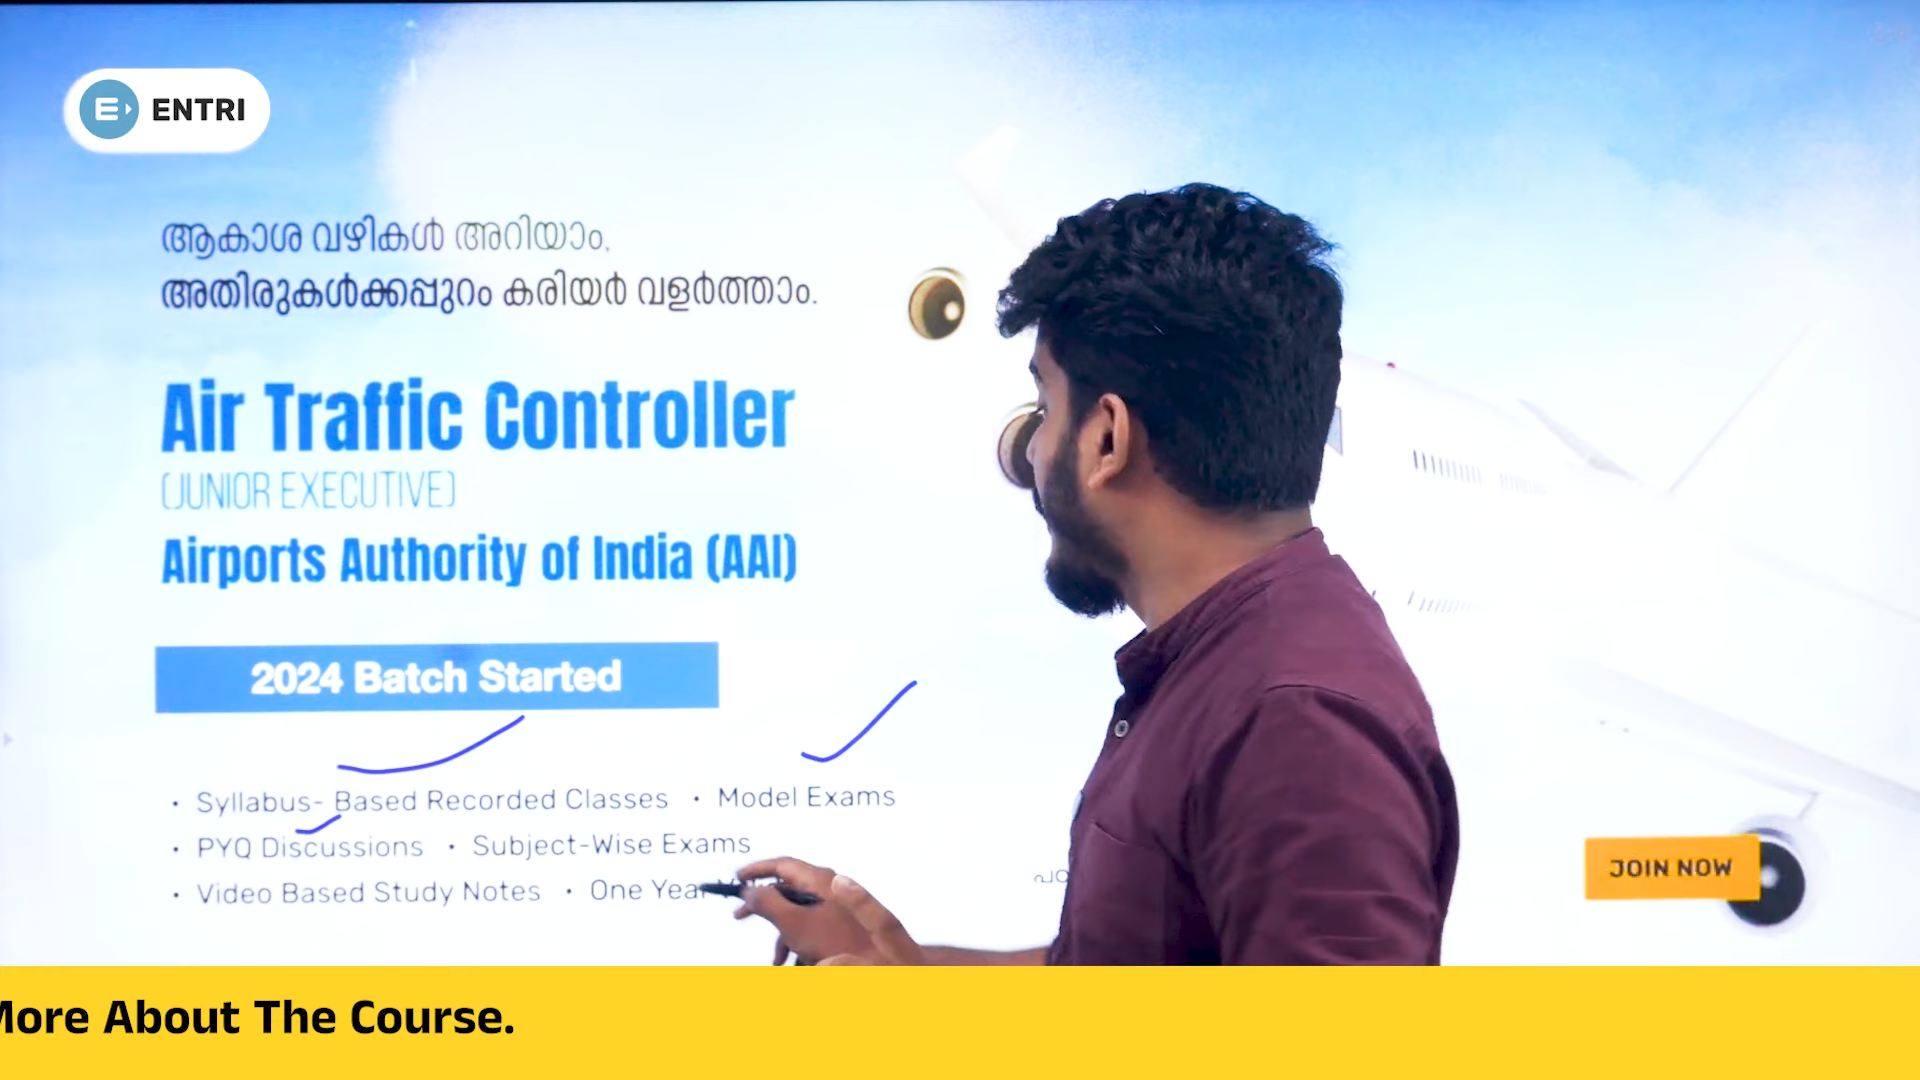 ENTRI
ആകാശ വഴികൾ അറിയാം,
അതിരുകൾക്കപ്പുറം കരിയർ വളർത്താം.
Air Traffic Controller
(JUNIOR EXECUTIVE)
Airports Authority of India (AAI)
2024 Batch Started
• Syllabus- Based Recorded Classes • Model Exams
• PYQ Discussions • Subject-Wise Exams
• Video Based Study Notes • One Year
JOIN NOW
More About The Course.